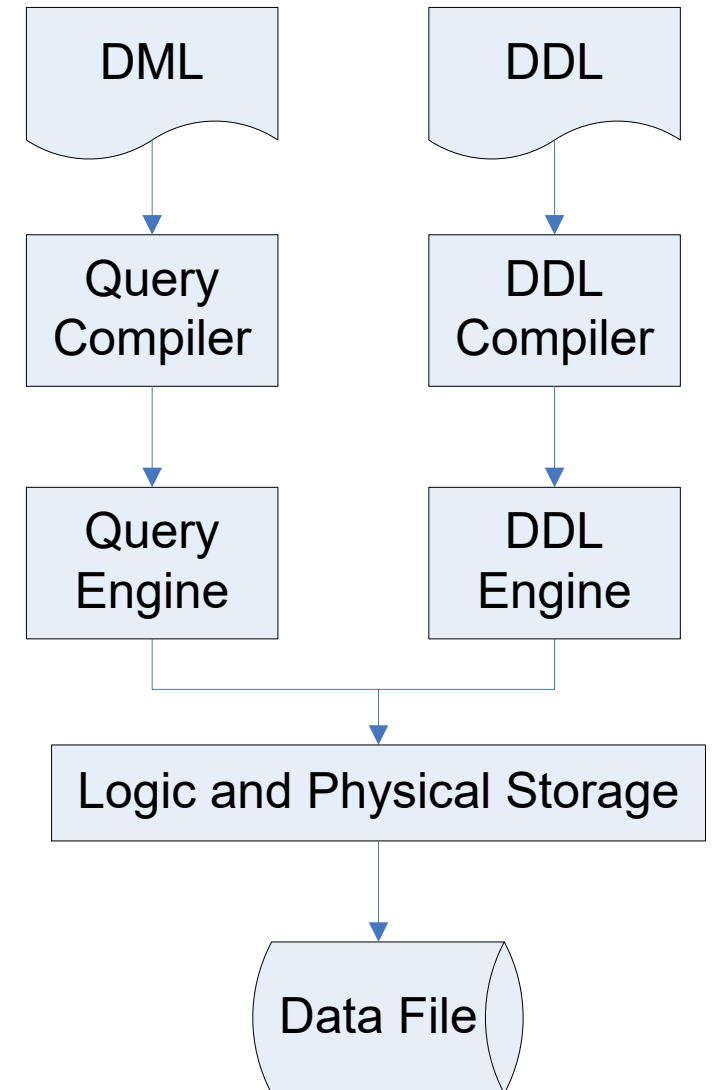 DML
DDL
Query
Compiler
DDL
Compiler
Query
Engine
DDL
Engine
Logic and Physical Storage
Data File